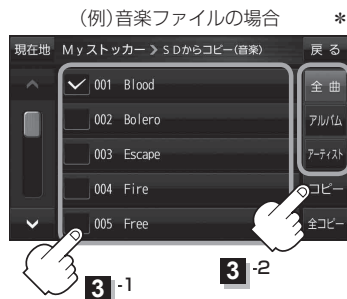 (例)音楽ファイルの場合 *
現在地 Myストッカー > SDからコピー(音楽) 戻る
001 Blood 全曲
002 Bolero アルバム
003 Escape アーティスト
004 Fire コピー
005 Free 全コピー
3 -1
3 -2